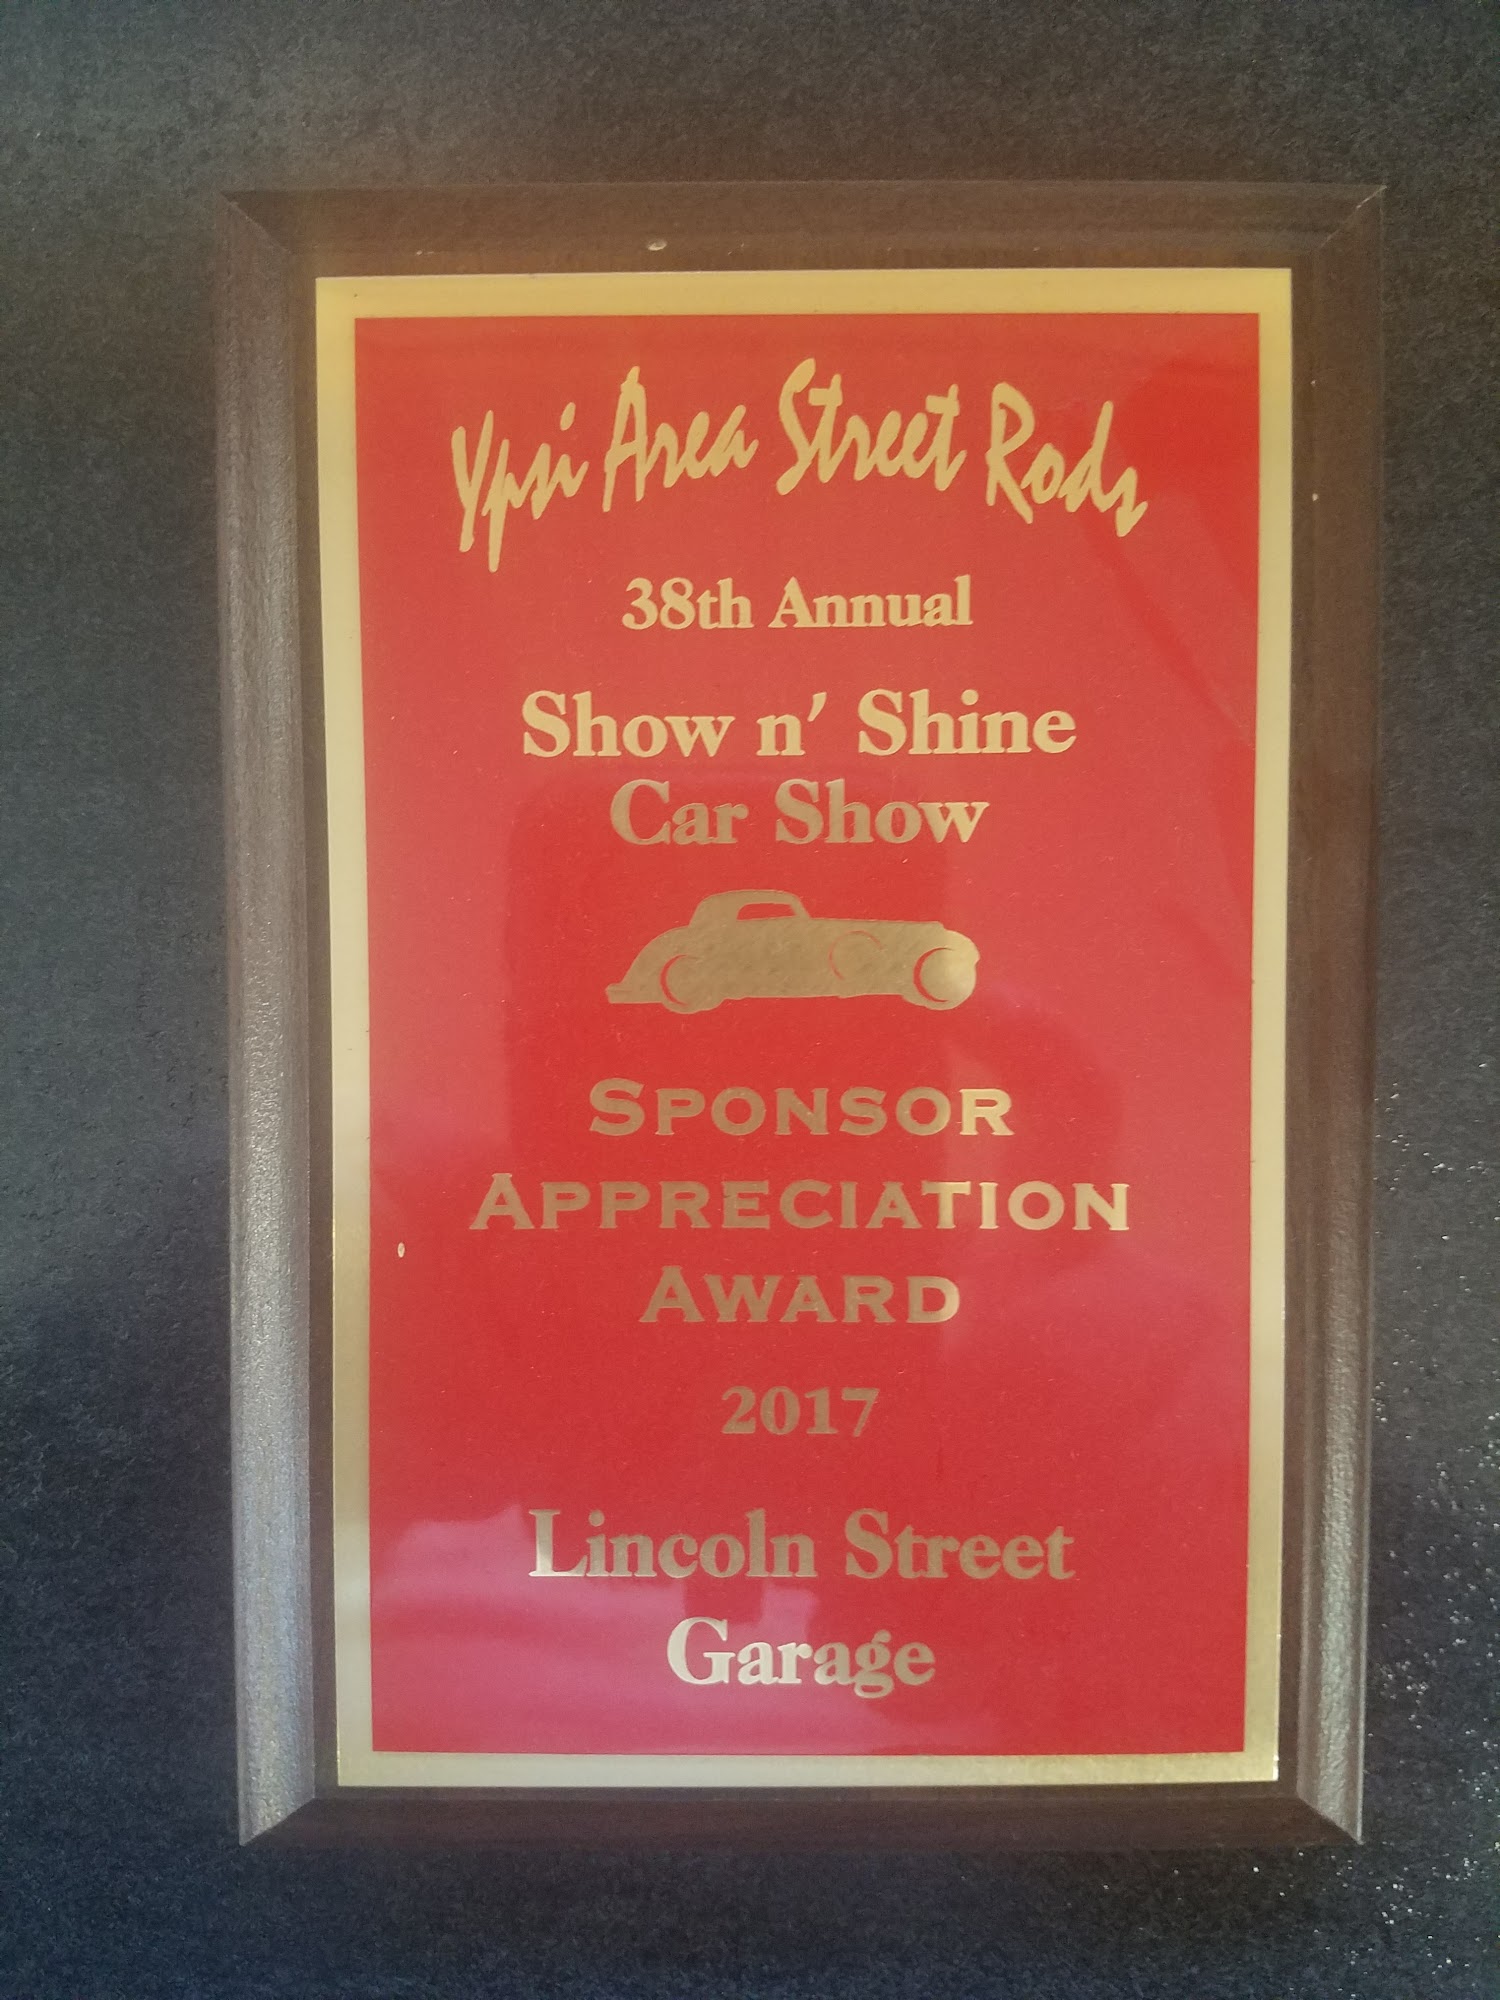 Ypsi Area Street Rods
38th Annual
Show n' Shine
Car Show
SPONSOR
APPRECIATION
AWARD
2017
Lincoln Street
Garage